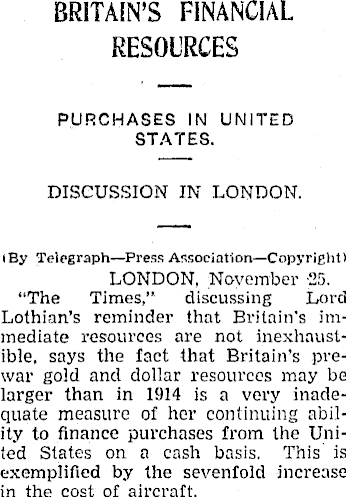 BRITAIN'S FINANCIAL
RESOURCES
PURCHASES IN UNITED
STATES.
DISCUSSION IN LONDON.
(By Telegraph—Press Association—Copyright)
LONDON, November 25.
"The Times," discussing Lord
Lothian's reminder that Britain's im-
mediate resources are not inexhaust-
ible, says the fact that Britain's pre-
war gold and dollar resources may be
larger than in 1914 is a very inade-
quate measure of her continuing abil-
ity to finance purchases from the Uni-
ted States on a cash basis. This is
exemplified by the sevenfold increase
in the cost of aircraft.